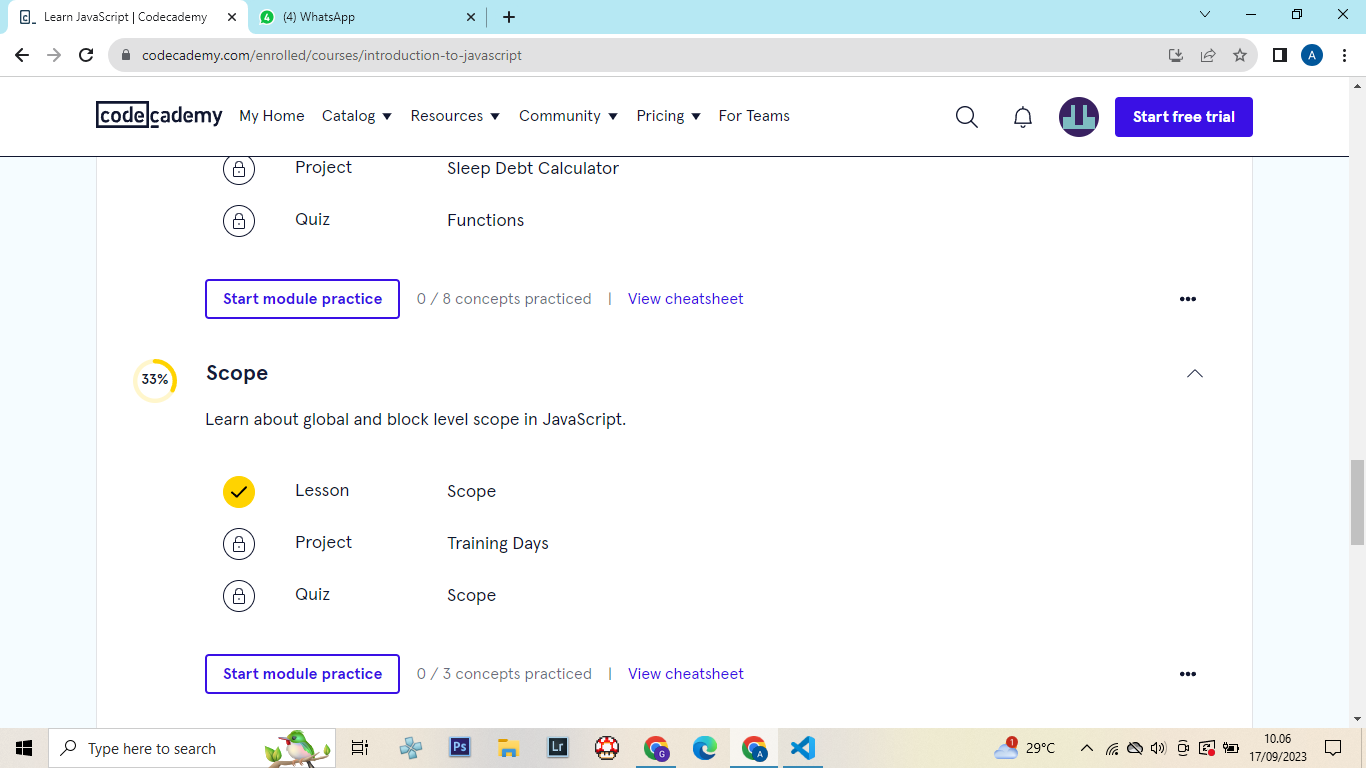 Learn JavaScript | Codecademy
(4) WhatsApp
codecademy.com/enrolled/courses/introduction-to-javascript
A
codecademy My Home Catalog Resources Community Pricing For Teams Start free trial
Project Sleep Debt Calculator
Quiz Functions
Start module practice 0 / 8 concepts practiced | View cheatsheet
33% Scope
Learn about global and block level scope in JavaScript.
Lesson Scope
Project Training Days
Quiz Scope
Start module practice 0 / 3 concepts practiced | View cheatsheet
Type here to search
Ps
Lr
G
A
1
29°C
10.06
17/09/2023